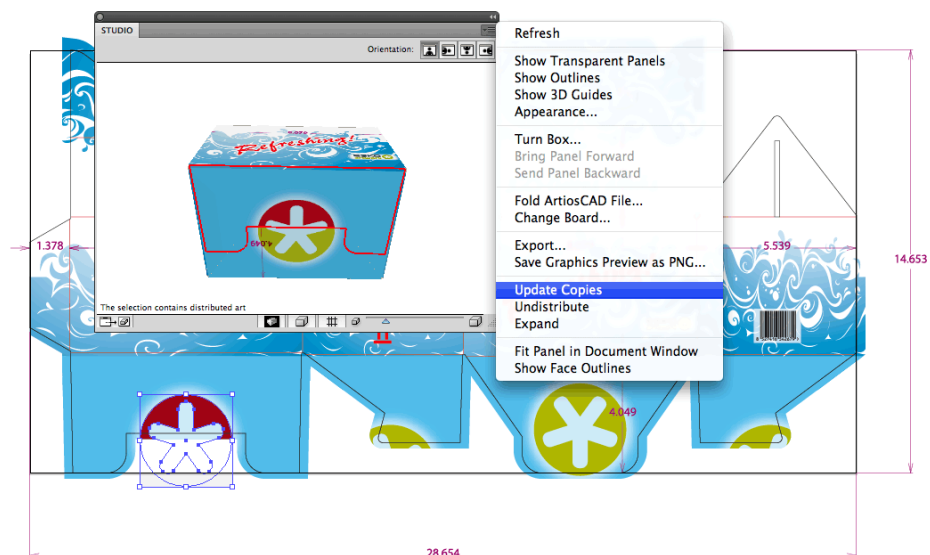 STUDIO
Orientation:
Refreshing!
4.049
The selection contains distributed art
Refresh
Show Transparent Panels
Show Outlines
Show 3D Guides
Appearance...
Turn Box...
Bring Panel Forward
Send Panel Backward
Fold ArtiosCAD File...
Change Board...
Export...
Save Graphics Preview as PNG...
Update Copies
Undistribute
Expand
Fit Panel in Document Window
Show Face Outlines
1.378
5.539
14.653
4.049
28.654